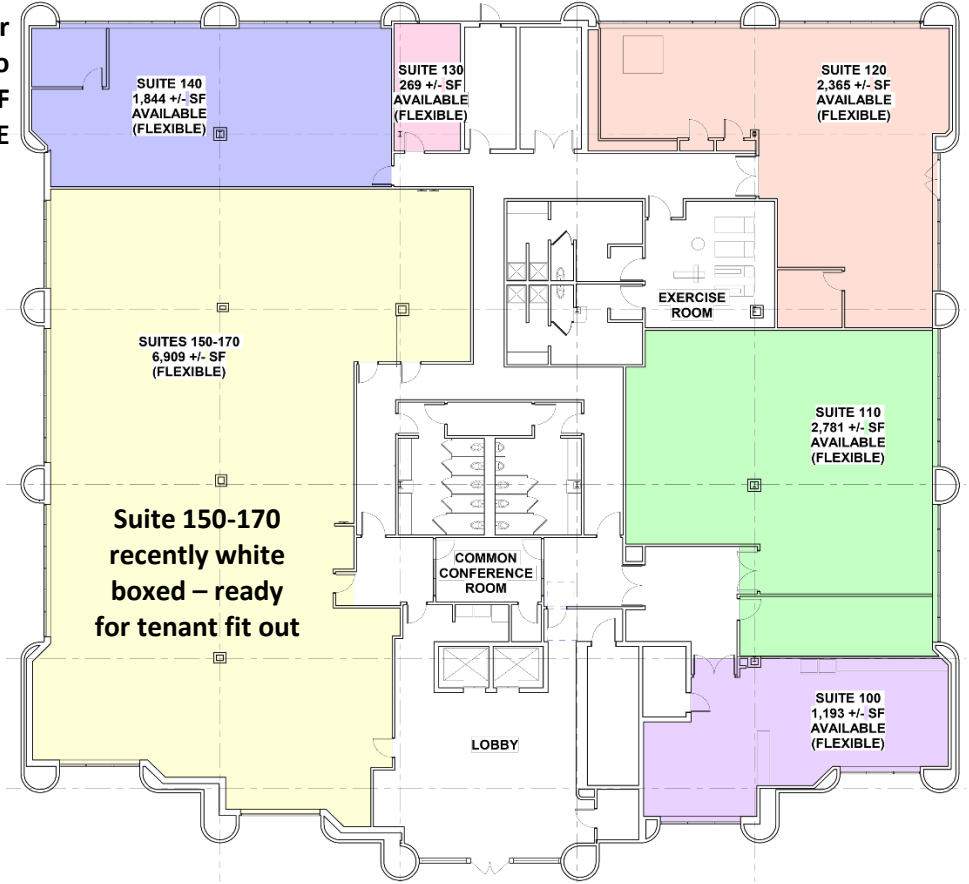 r
o
F
E
SUITE 140
1,844 +/- SF
AVAILABLE
(FLEXIBLE)
SUITE 130
269 +/- SF
AVAILABLE
(FLEXIBLE)
SUITE 120
2,365 +/- SF
AVAILABLE
(FLEXIBLE)
EXERCISE
ROOM
SUITES 150-170
6,909 +/- SF
(FLEXIBLE)
SUITE 110
2,781 +/- SF
AVAILABLE
(FLEXIBLE)
Suite 150-170
recently white
boxed – ready
for tenant fit out
COMMON
CONFERENCE
ROOM
SUITE 100
1,193 +/- SF
AVAILABLE
(FLEXIBLE)
LOBBY